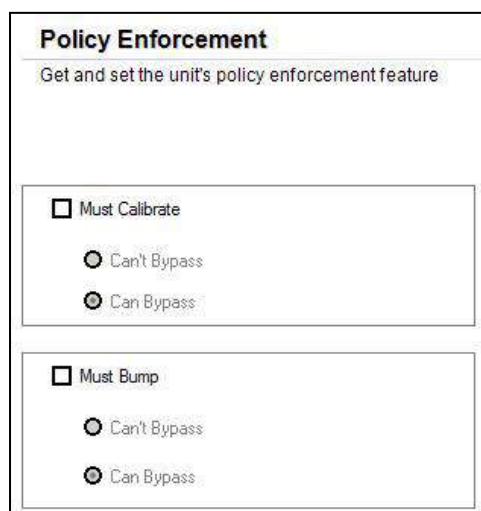 Policy Enforcement
Get and set the unit's policy enforcement feature
Must Calibrate
Can't Bypass
Can Bypass
Must Bump
Can't Bypass
Can Bypass